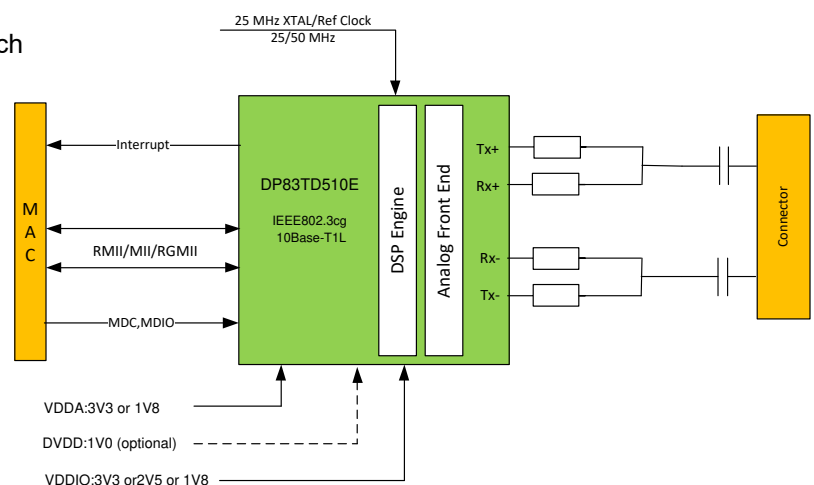 25 MHz XTAL/Ref Clock
25/50 MHz
ch
MAC
Interrupt
RMII/MII/RGMII
MDC,MDIO
DP83TD510E
IEEE802.3cg
10Base-T1L
DSP Engine
Analog Front End
Tx+
Rx+
Rx-
Tx-
Connector
VDDA:3V3 or 1V8
DVDD:1V0 (optional)
VDDIO:3V3 or2V5 or 1V8